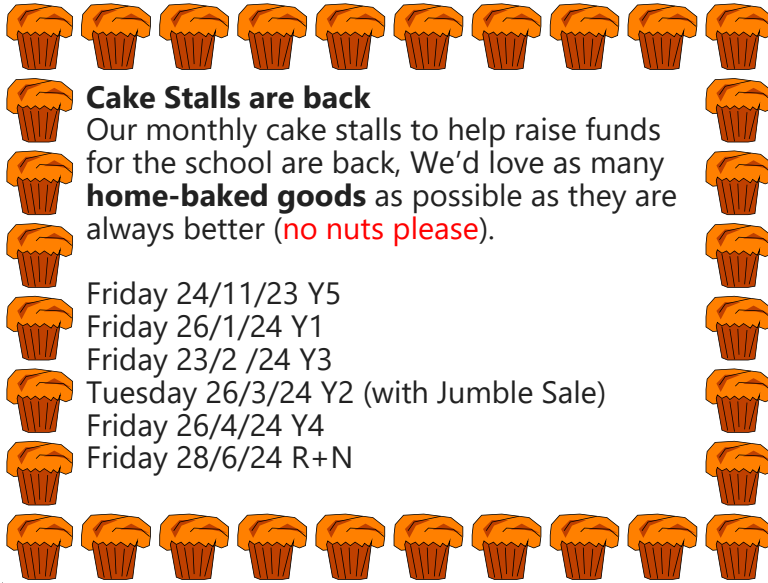 Cake Stalls are back
Our monthly cake stalls to help raise funds
for the school are back, We’d love as many
home-baked goods as possible as they are
always better (no nuts please).
Friday 24/11/23 Y5
Friday 26/1/24 Y1
Friday 23/2 /24 Y3
Tuesday 26/3/24 Y2 (with Jumble Sale)
Friday 26/4/24 Y4
Friday 28/6/24 R+N